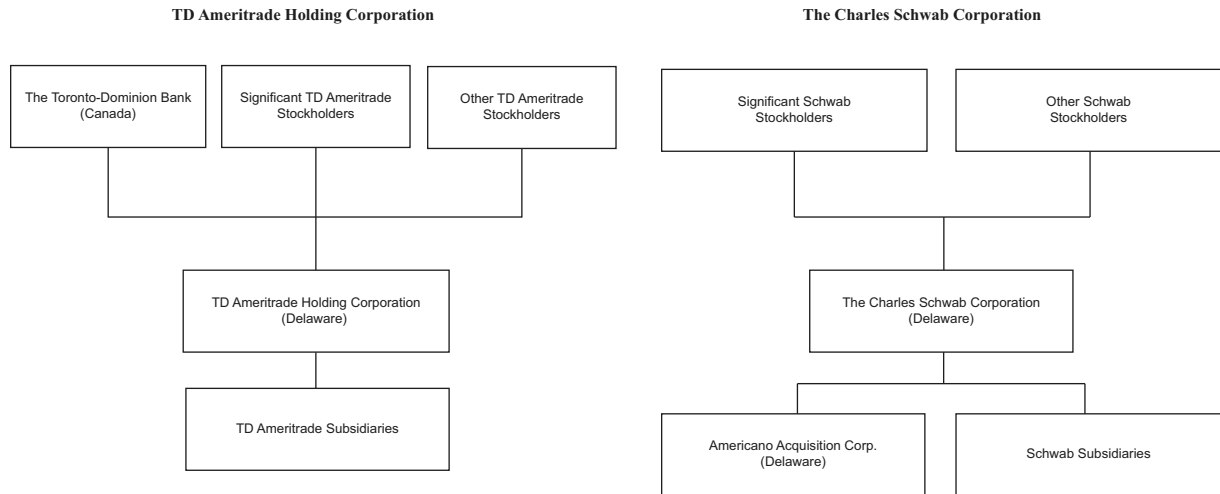 TD Ameritrade Holding Corporation
The Toronto-Dominion Bank
(Canada)
Significant TD Ameritrade
Stockholders
Other TD Ameritrade
Stockholders
TD Ameritrade Holding Corporation
(Delaware)
TD Ameritrade Subsidiaries
The Charles Schwab Corporation
Significant Schwab
Stockholders
Other Schwab
Stockholders
The Charles Schwab Corporation
(Delaware)
Americano Acquisition Corp.
(Delaware)
Schwab Subsidiaries